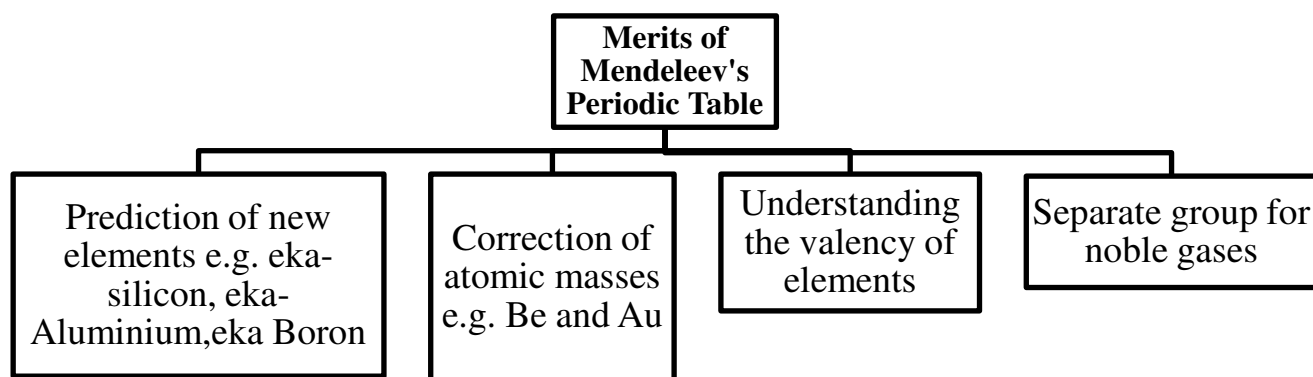 Merits of
Mendeleev's
Periodic Table
Prediction of new
elements e.g. eka-
silicon, eka-
Aluminium,eka Boron
Correction of
atomic masses
e.g. Be and Au
Understanding
the valency of
elements
Separate group for
noble gases